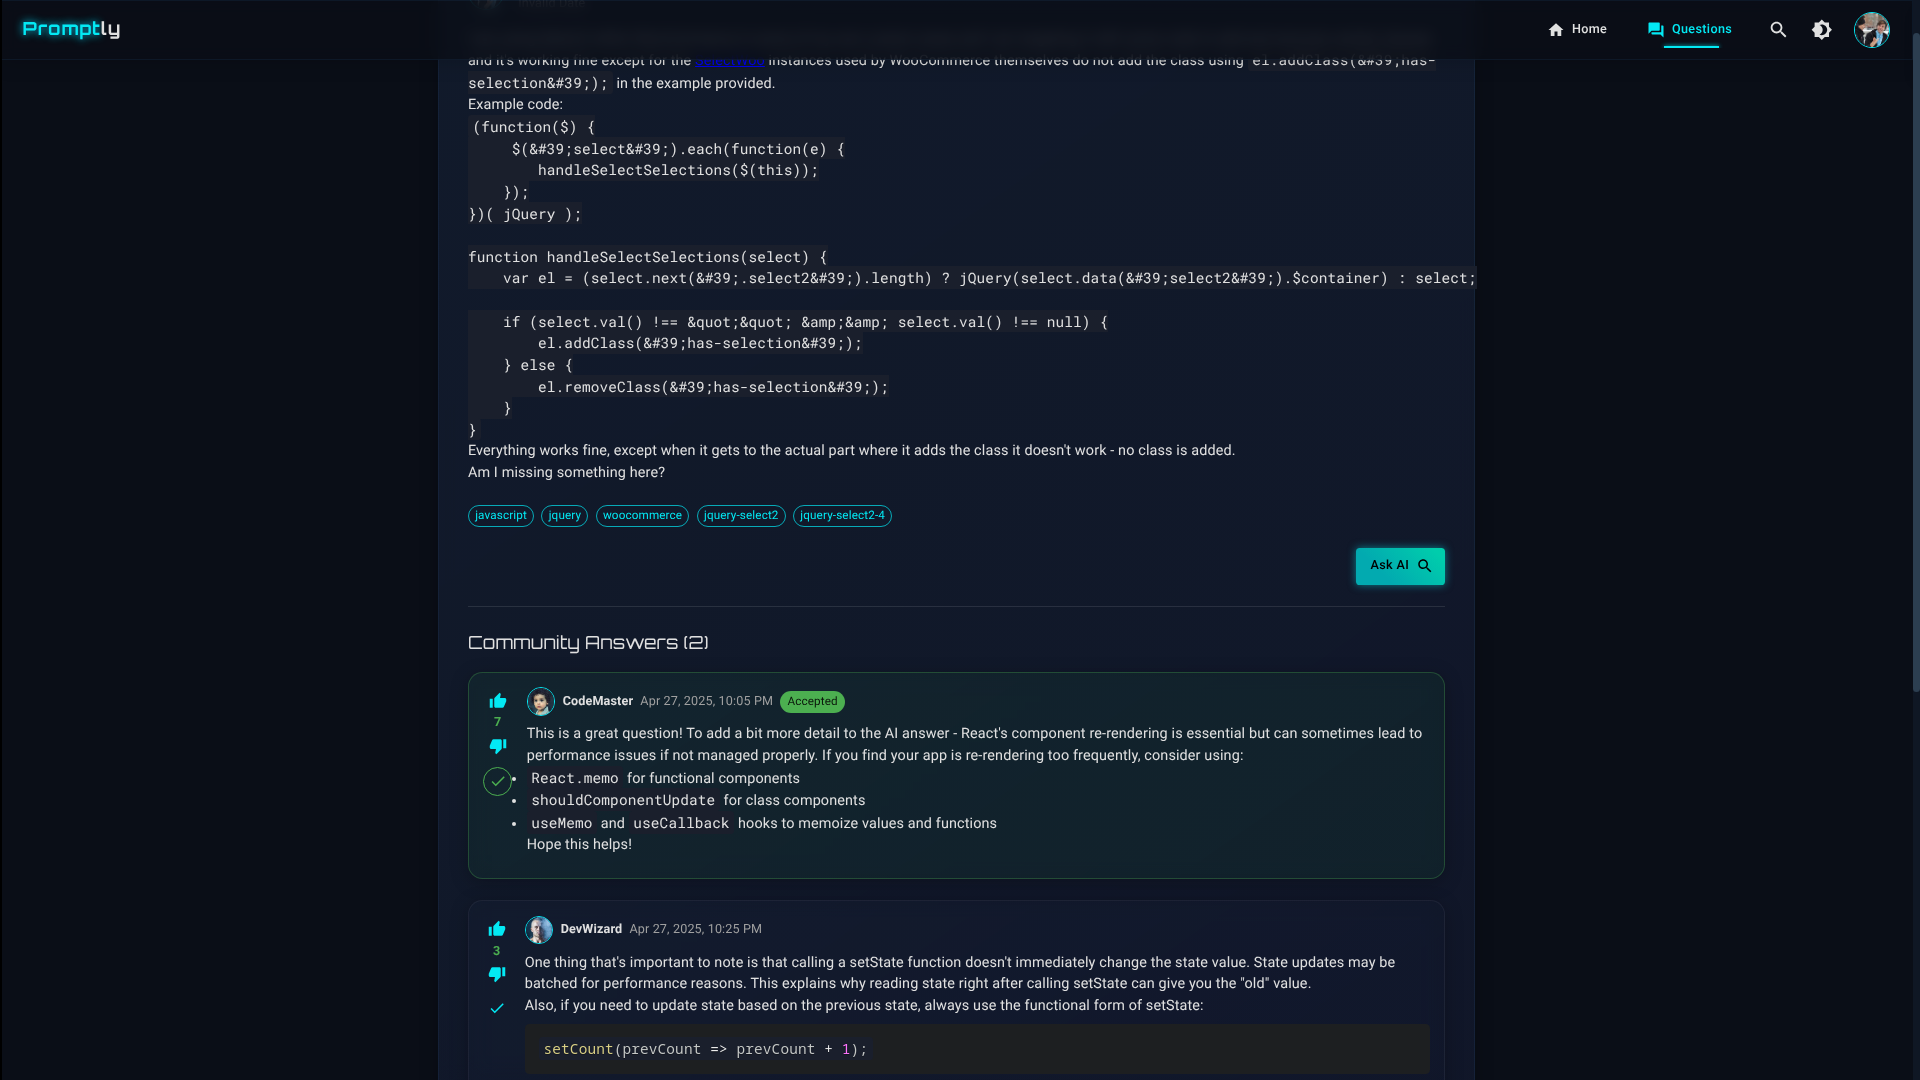 Promptly
Home
Questions
and it's working fine except for the instances used by WooCommerce themselves do not add the class using el.addClass(&#39;has-
selection&#39;); in the example provided.
Example code:
(function($) {
$(&#39;select&#39;).each(function(e) {
handleSelectSelections($(this));
});
})( jQuery );
function handleSelectSelections(select) {
var el = (select.next(&#39;.select2&#39;).length) ? jQuery(select.data(&#39;select2&#39;).$container) : select;
if (select.val() !== &quot;&quot; &amp;&amp; select.val() !== null) {
el.addClass(&#39;has-selection&#39;);
} else {
el.removeClass(&#39;has-selection&#39;);
}
}
Everything works fine, except when it gets to the actual part where it adds the class it doesn't work - no class is added.
Am I missing something here?
javascript
jquery
woocommerce
jquery-select2
jquery-select2-4
Ask AI
Community Answers (2)
CodeMaster Apr 27, 2025, 10:05 PM Accepted
7
This is a great question! To add a bit more detail to the AI answer - React's component re-rendering is essential but can sometimes lead to
performance issues if not managed properly. If you find your app is re-rendering too frequently, consider using:
• React.memo for functional components
• shouldComponentUpdate for class components
• useMemo and useCallback hooks to memoize values and functions
Hope this helps!
DevWizard Apr 27, 2025, 10:25 PM
3
One thing that's important to note is that calling a setState function doesn't immediately change the state value. State updates may be
batched for performance reasons. This explains why reading state right after calling setState can give you the "old" value.
Also, if you need to update state based on the previous state, always use the functional form of setState:
setCount(prevCount => prevCount + 1);